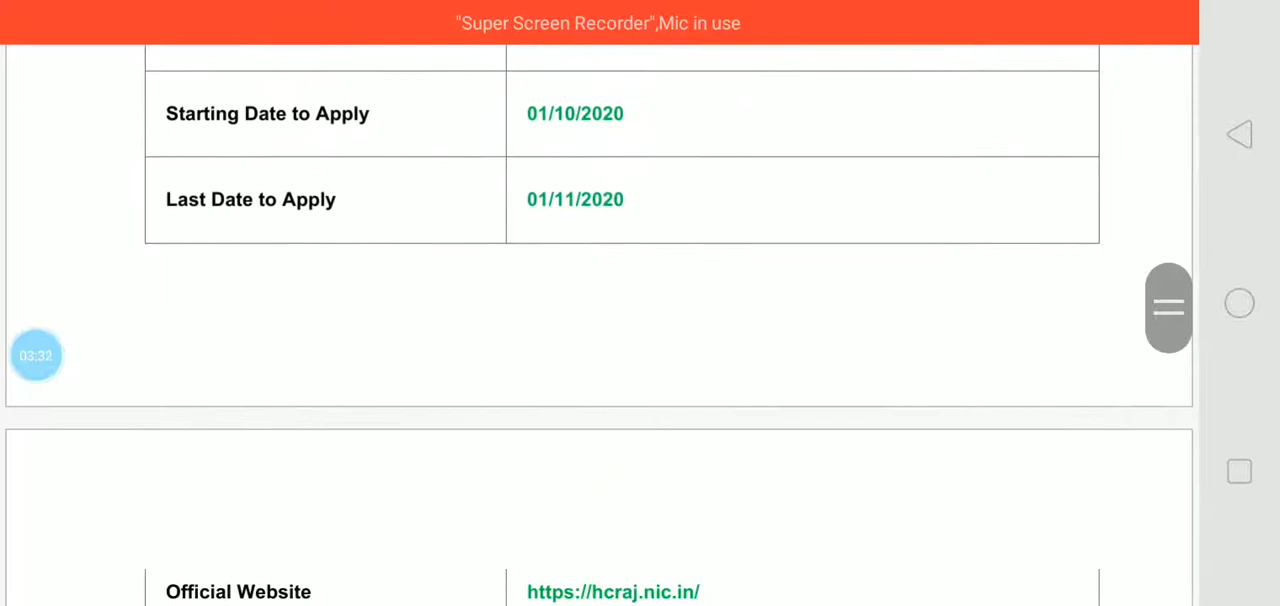 "Super Screen Recorder",Mic in use
Starting Date to Apply 01/10/2020
Last Date to Apply 01/11/2020
03:32
Official Website https://hcraj.nic.in/